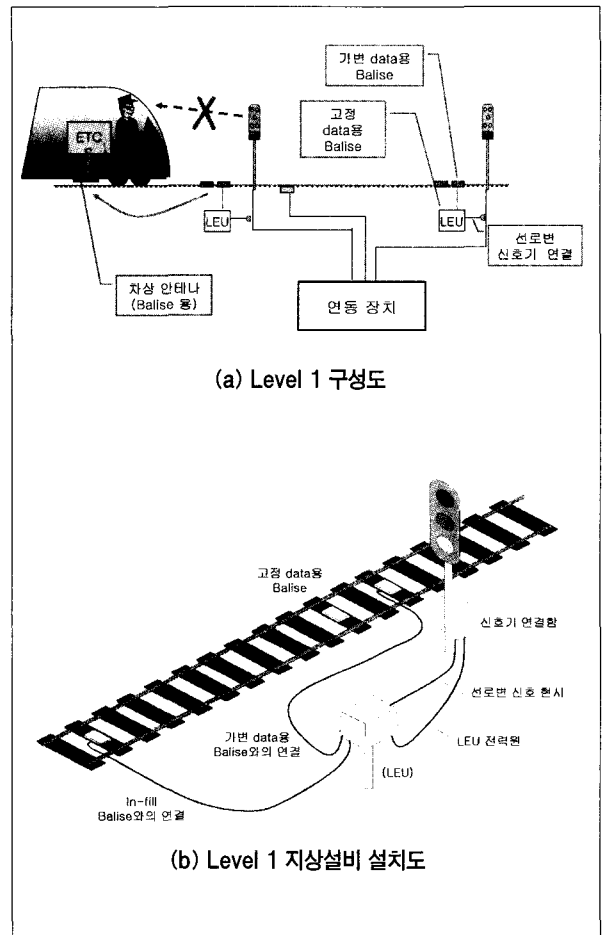 가변 data용
Balise
고정
data용
Balise
ETC
S
LEU
LEU
선로변
신호기 연결
차상 안테나
(Balise 용)
연동 장치
(a) Level 1 구성도
고정 data용
Balise
신호기 연결함
선로변 신호 현시
가변 data용
Balise와의 연결
LEU 전력원
(LEU)
In-fill
Balise와의 연결
(b) Level 1 지상설비 설치도